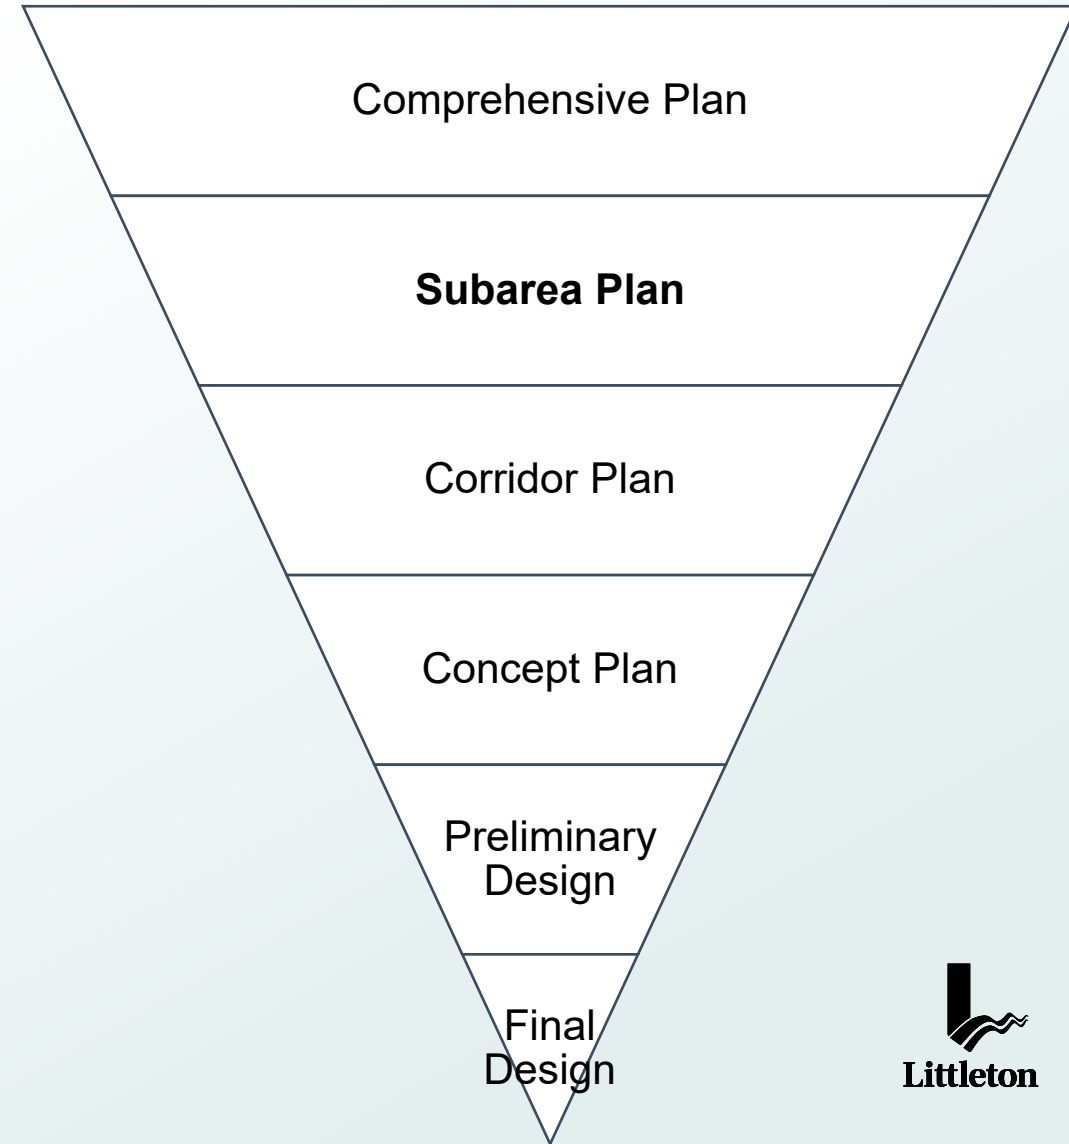 Comprehensive Plan
Subarea Plan
Corridor Plan
Concept Plan
Preliminary
Design
Final
Design
Littleton